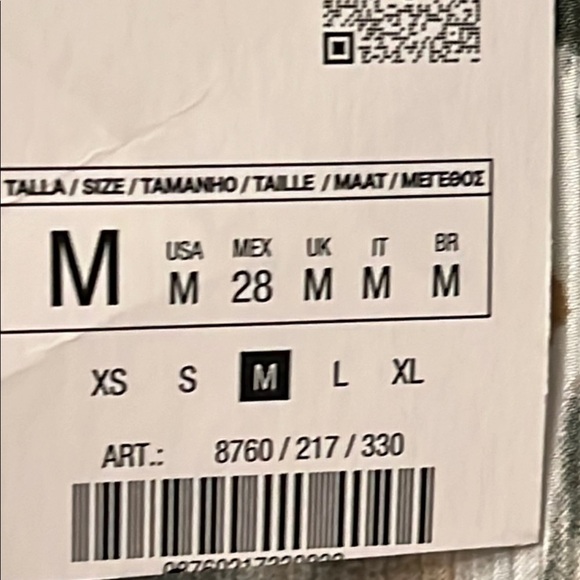 TALLA / SIZE / TAMANHO / TAILLE / MAAT / ΜΕΓΕΘΟΣ
M USA MEX UK IT BR
M 28 M M M
XS S M L XL
ART.: 8760 / 217 / 330